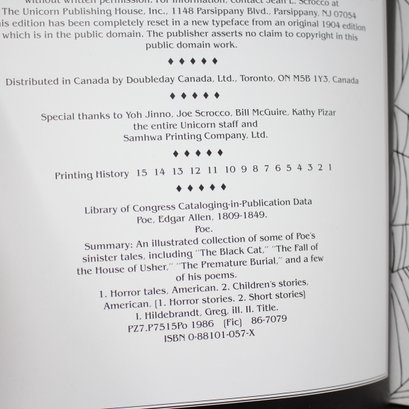 without written permission. For information, contact Jean L. Scrocco at
The Unicorn Publishing House, Inc., 1148 Parsippany Blvd., Parsippany, NJ 07054
his edition has been completely reset in a new typeface from an original 1904 edition
which is in the public domain. The publisher asserts no claim to copyright in this
public domain work.
♦ ♦ ♦ ♦ ♦
Distributed in Canada by Doubleday Canada, Ltd., Toronto, ON M5B 1Y3, Canada
♦ ♦ ♦ ♦ ♦
Special thanks to Yoh Jinno, Joe Scrocco, Bill McGuire, Kathy Pizar
the entire Unicorn staff and
Samhwa Printing Company, Ltd.
♦ ♦ ♦ ♦ ♦
Printing History 15 14 13 12 11 10 9 8 7 6 5 4 3 2 1
♦ ♦ ♦ ♦ ♦
Library of Congress Cataloging-in-Publication Data
Poe, Edgar Allen, 1809-1849.
Poe.
Summary: An illustrated collection of some of Poe's
sinister tales, including "The Black Cat," "The Fall of
the House of Usher," "The Premature Burial," and a few
of his poems.
1. Horror tales, American. 2. Children's stories,
American. [1. Horror stories. 2. Short stories]
I. Hildebrandt, Greg, ill. II. Title.
PZ7.P7515Po 1986 [Fic] 86-7079
ISBN 0-88101-057-X